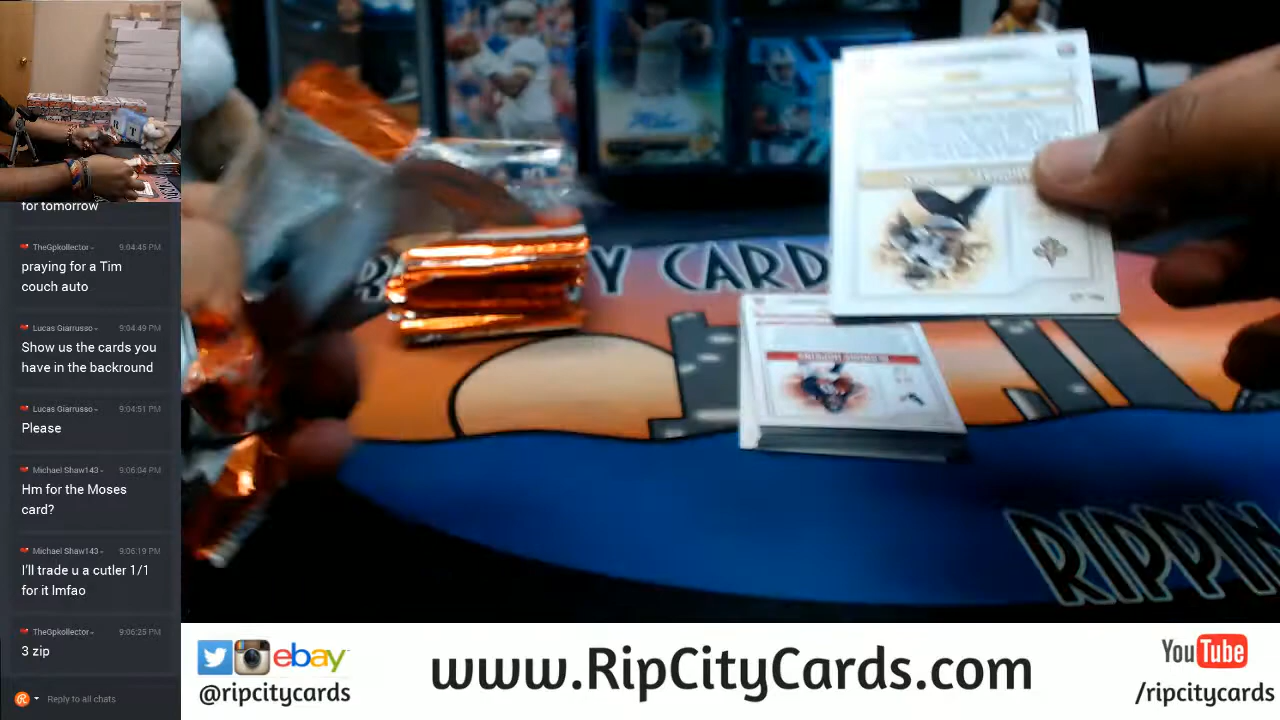 for tomorrow
TheGpkollector 9:04:45 PM
praying for a Tim
couch auto
Lucas Giarrusso 9:04:49 PM
Show us the cards you
have in the backround
Lucas Giarrusso 9:04:51 PM
Please
Michael Shaw143 9:06:04 PM
Hm for the Moses
card?
Michael Shaw143 9:06:19 PM
I'll trade u a cutler 1/1
for it lmfao
TheGpkollector 9:06:25 PM
3 zip
Reply to all chats
Y CARD
RIPPIN
ebay
@ripcitycards
www.RipCityCards.com
YouTube
/ripcitycards